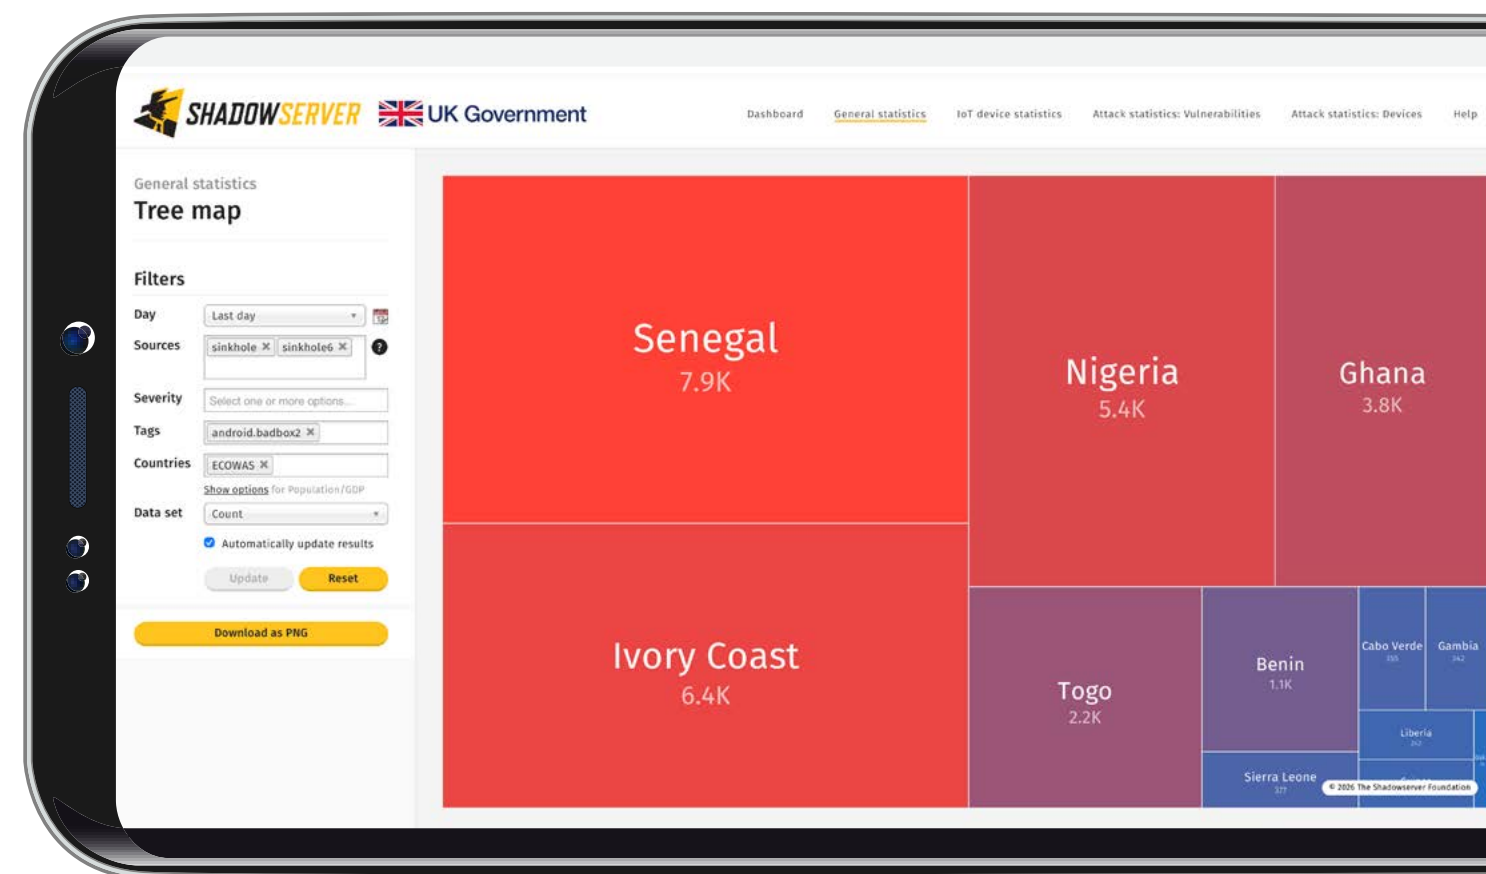 SHADOWSERVER
UK Government
Dashboard
General statistics
IoT device statistics
Attack statistics: Vulnerabilities
Attack statistics: Devices
Help
General statistics
Tree map
Filters
Day
Last day
Sources
sinkhole ×
sinkhole6 ×
?
Severity
Select one or more options...
Tags
android.badbox2 ×
Countries
ECOWAS ×
Show options for Population/GDP
Data set
Count
Automatically update results
Update
Reset
Download as PNG
Senegal
7.9K
Ivory Coast
6.4K
Nigeria
5.4K
Ghana
3.8K
Togo
2.2K
Benin
1.1K
Sierra Leone
377
Cabo Verde
Gambia
342
Liberia
© 2026 The Shadowserver Foundation